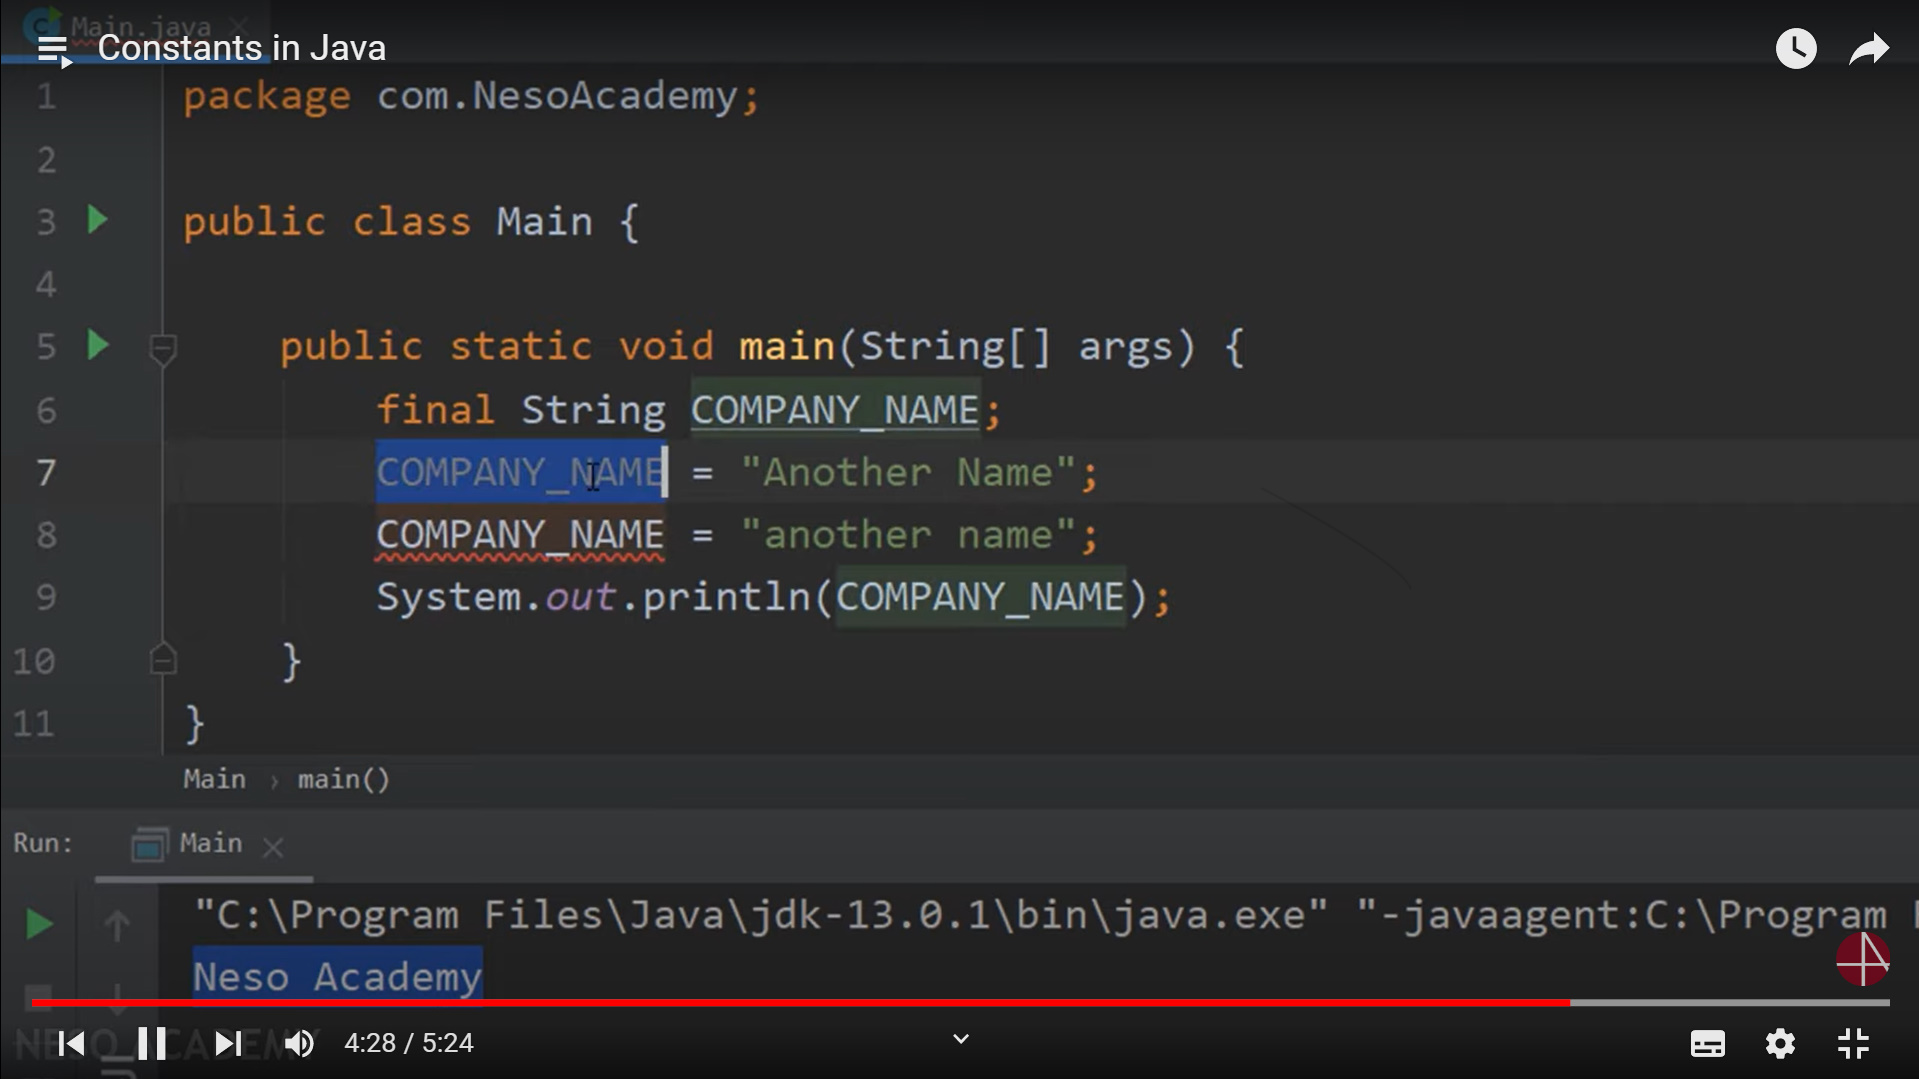 Main.java
Constants in Java
1 package com.NesoAcademy;
2
3 public class Main {
4
5 public static void main(String[] args) {
6 final String COMPANY_NAME;
7 COMPANY_NAME = "Another Name";
8 COMPANY_NAME = "another name";
9 System.out.println(COMPANY_NAME);
10 }
11 }
Main › main()
Run: Main
"C:\Program Files\Java\jdk-13.0.1\bin\java.exe" "-javaagent:C:\Program
Neso Academy
NESO ACADEMY
4:28 / 5:24